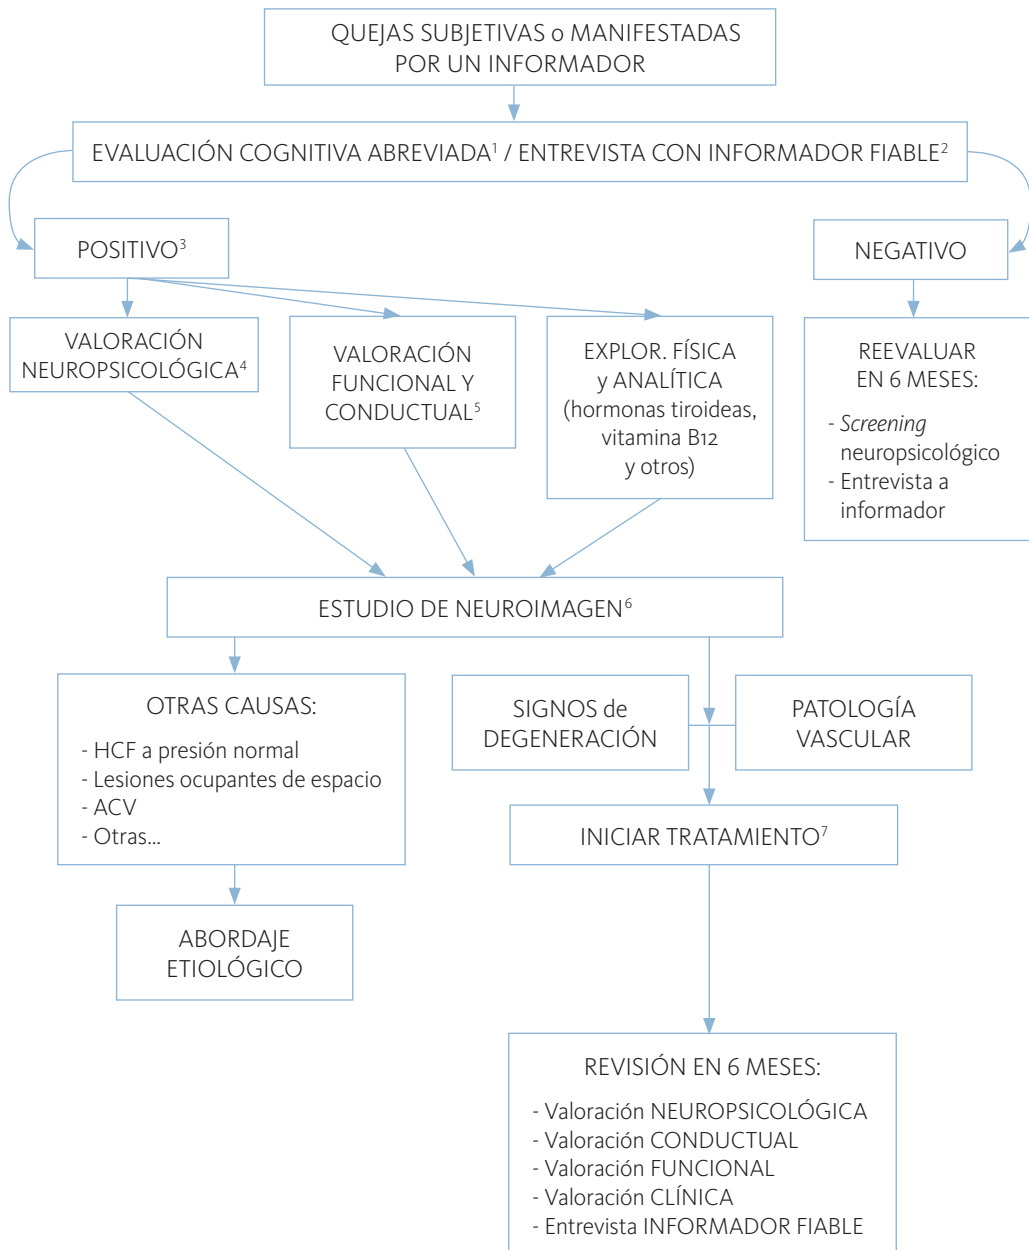 QUEJAS SUBJETIVAS o MANIFESTADAS
POR UN INFORMADOR
EVALUACIÓN COGNITIVA ABREVIADA¹ / ENTREVISTA CON INFORMADOR FIABLE²
POSITIVO³
NEGATIVO
VALORACIÓN
NEUROPSICOLÓGICA⁴
VALORACIÓN
FUNCIONAL Y
CONDUCTUAL⁵
EXPLOR. FÍSICA
y ANALÍTICA
(hormonas tiroideas,
vitamina B12
y otros)
REEVALUAR
EN 6 MESES:
- Screening
neuropsicológico
- Entrevista a
informador
ESTUDIO DE NEUROIMAGEN⁶
OTRAS CAUSAS:
- HCF a presión normal
- Lesiones ocupantes de espacio
- ACV
- Otras...
SIGNOS de
DEGENERACIÓN
PATOLOGÍA
VASCULAR
INICIAR TRATAMIENTO⁷
ABORDAJE
ETIOLÓGICO
REVISIÓN EN 6 MESES:
- Valoración NEUROPSICOLÓGICA
- Valoración CONDUCTUAL
- Valoración FUNCIONAL
- Valoración CLÍNICA
- Entrevista INFORMADOR FIABLE